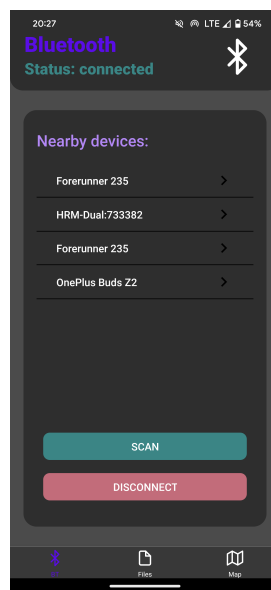 20:27 LTE 54%
Bluetooth
Status: connected
Nearby devices:
Forerunner 235
HRM-Dual:733382
Forerunner 235
OnePlus Buds Z2
SCAN
DISCONNECT
Files Map